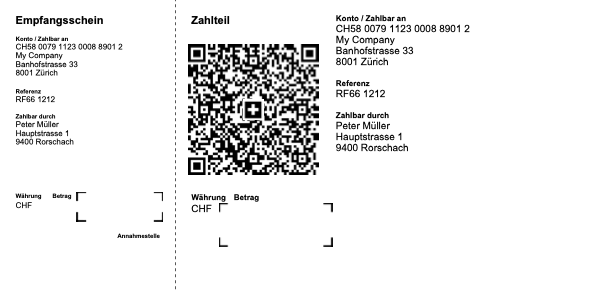 Empfangsschein
Konto / Zahlbar an
CH58 0079 1123 0008 8901 2
My Company
Banhofstrasse 33
8001 Zürich
Referenz
RF66 1212
Zahlbar durch
Peter Müller
Hauptstrasse 1
9400 Rorschach
Währung Betrag
CHF
Annahmestelle
Zahlteil
Währung Betrag
CHF
Konto / Zahlbar an
CH58 0079 1123 0008 8901 2
My Company
Banhofstrasse 33
8001 Zürich
Referenz
RF66 1212
Zahlbar durch
Peter Müller
Hauptstrasse 1
9400 Rorschach